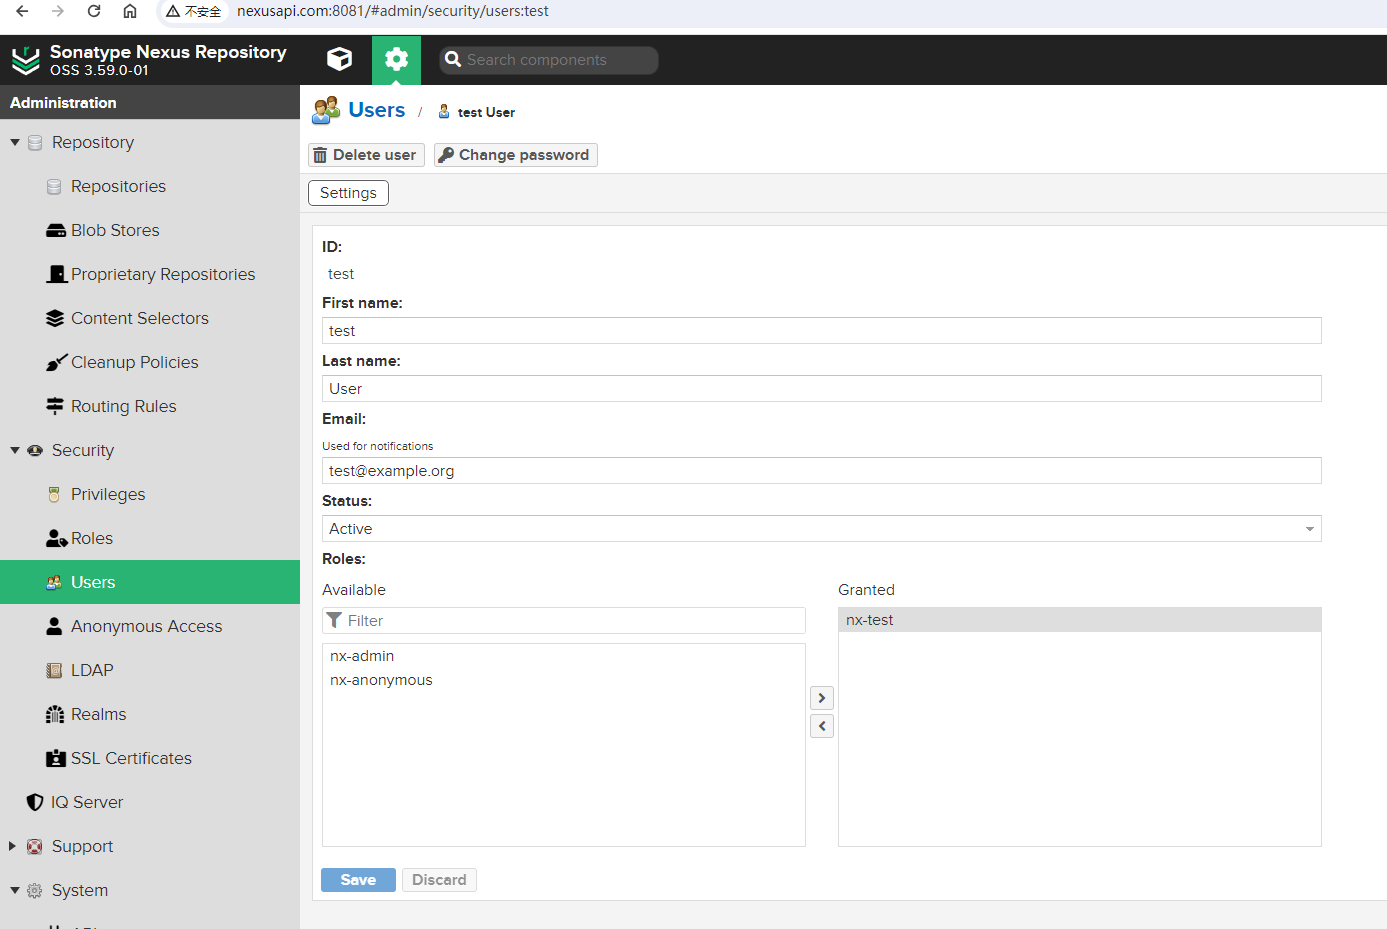 不安全 nexusapi.com:8081/#admin/security/users:test
Sonatype Nexus Repository
OSS 3.59.0-01
Search components
Administration
Repository
Repositories
Blob Stores
Proprietary Repositories
Content Selectors
Cleanup Policies
Routing Rules
Security
Privileges
Roles
Users
Anonymous Access
LDAP
Realms
SSL Certificates
IQ Server
Support
System
Users / test User
Delete user Change password
Settings
ID:
test
First name:
test
Last name:
User
Email:
Used for notifications
test@example.org
Status:
Active
Roles:
Available Granted
Filter nx-test
nx-admin
nx-anonymous
Save Discard